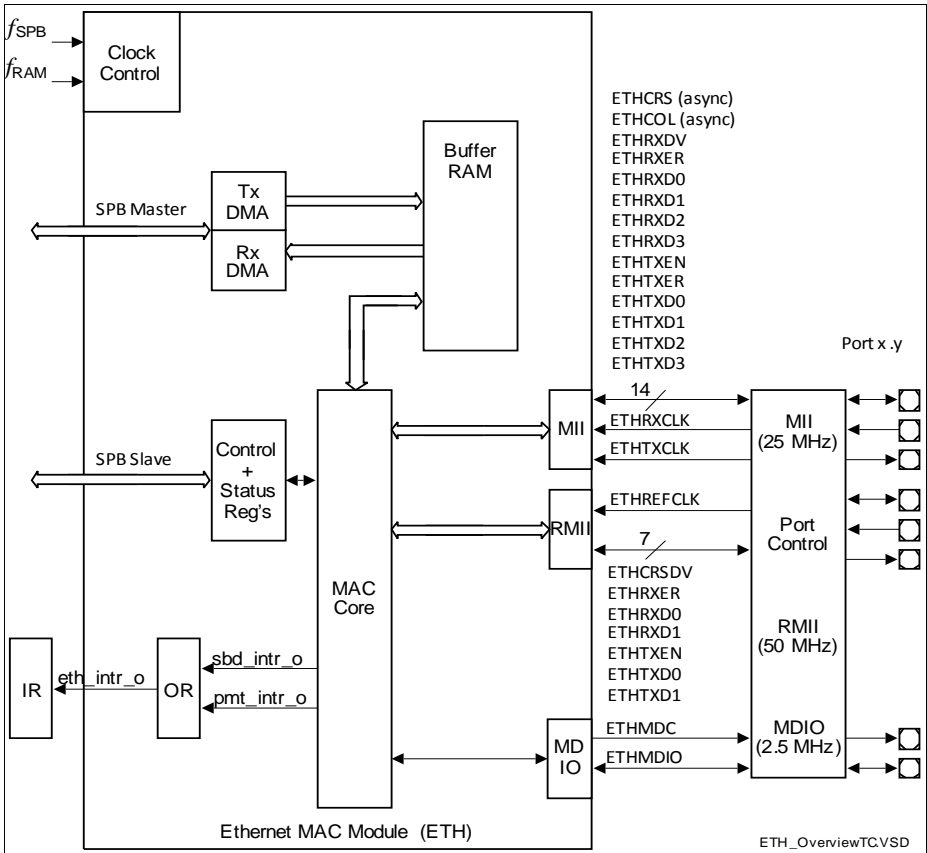 fSPB
fRAM
Clock
Control
ETHCRS (async)
ETHCOL (async)
ETHRXDV
ETHRXER
ETHRXD0
ETHRXD1
ETHRXD2
ETHRXD3
ETHTXEN
ETHTXER
ETHTXD0
ETHTXD1
ETHTXD2
ETHTXD3
Buffer
RAM
Tx
DMA
Rx
DMA
SPB Master
Port x .y
SPB Slave
Control
+
Status
Reg's
MAC
Core
MII
14
ETHRXCLK
ETHTXCLK
RMII
ETHREFCLK
7
ETHCRSDV
ETHRXER
ETHRXD0
ETHRXD1
ETHTXEN
ETHTXD0
ETHTXD1
MII
(25 MHz)
Port
Control
RMII
(50 MHz)
MDIO
(2.5 MHz)
IR
eth_intr_o
OR
sbd_intr_o
pmt_intr_o
MD
IO
ETHMDC
ETHMDIO
Ethernet MAC Module (ETH)
ETH_OverviewTC.VSD